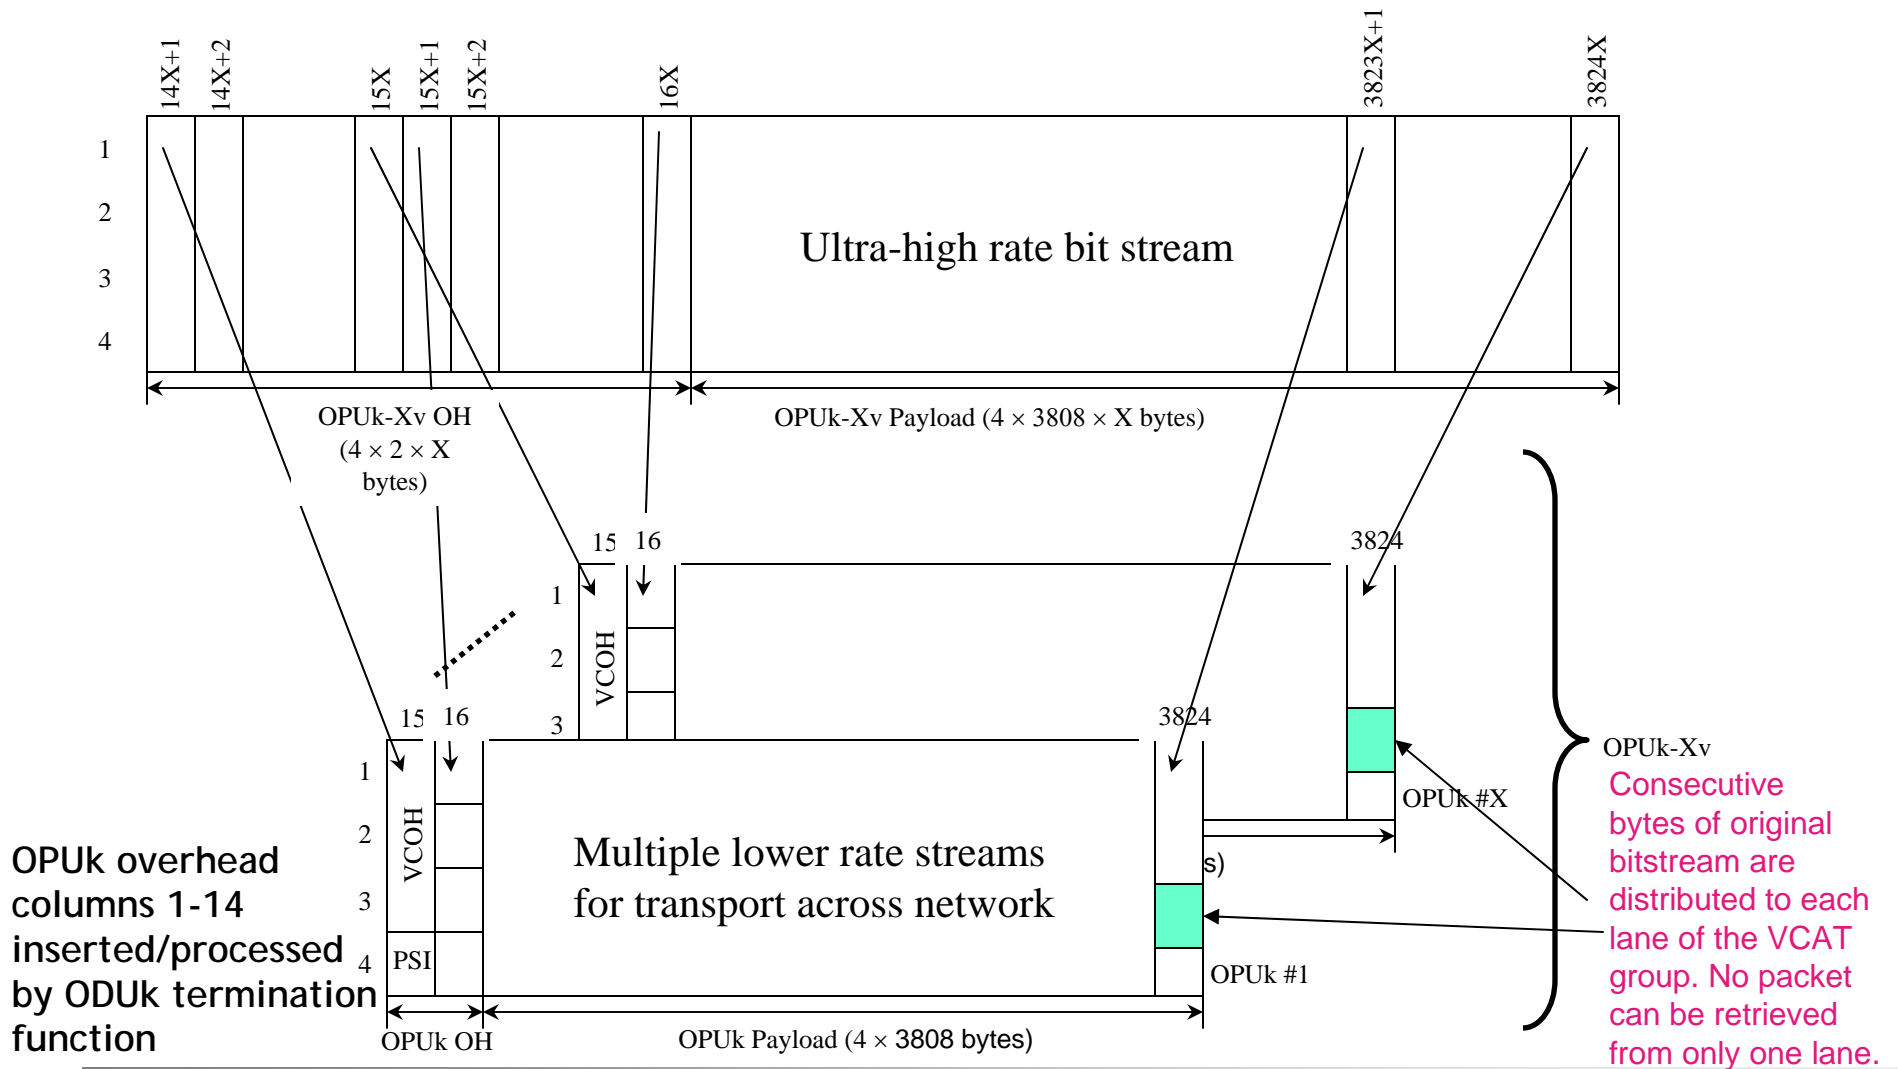 14X+1
14X+2
15X
15X+1
15X+2
16X
3823X+1
3824X
1
2
3
4
Ultra-high rate bit stream
OPUk-Xv OH
(4 × 2 × X
bytes)
OPUk-Xv Payload (4 × 3808 × X bytes)
15
16
3824
1
2
3
VCOH
15
16
3824
1
2
3
4
VCOH
PSI
Multiple lower rate streams
for transport across network
s)
OPUk #X
OPUk #1
OPUk OH
OPUk Payload (4 × 3808 bytes)
OPUk overhead
columns 1-14
inserted/processed
by ODUk termination
function
OPUk-Xv
Consecutive
bytes of original
bitstream are
distributed to each
lane of the VCAT
group. No packet
can be retrieved
from only one lane.